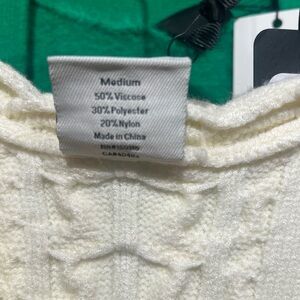 Medium
50% Viscose
30% Polyester
20% Nylon
Made in China